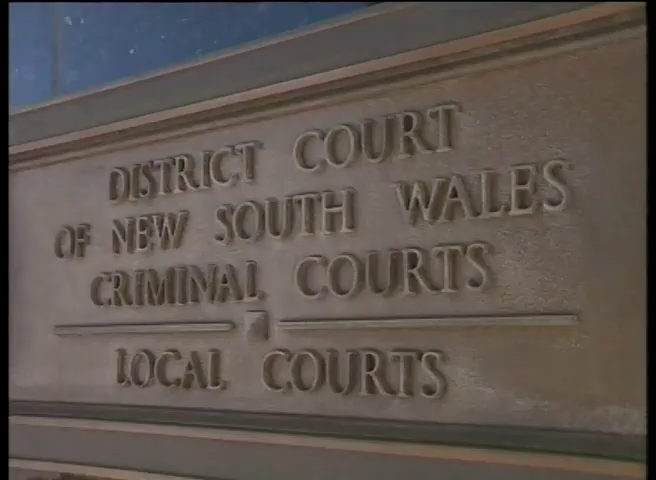 DISTRICT COURT
OF NEW SOUTH WALES
CRIMINAL COURTS
LOCAL COURTS